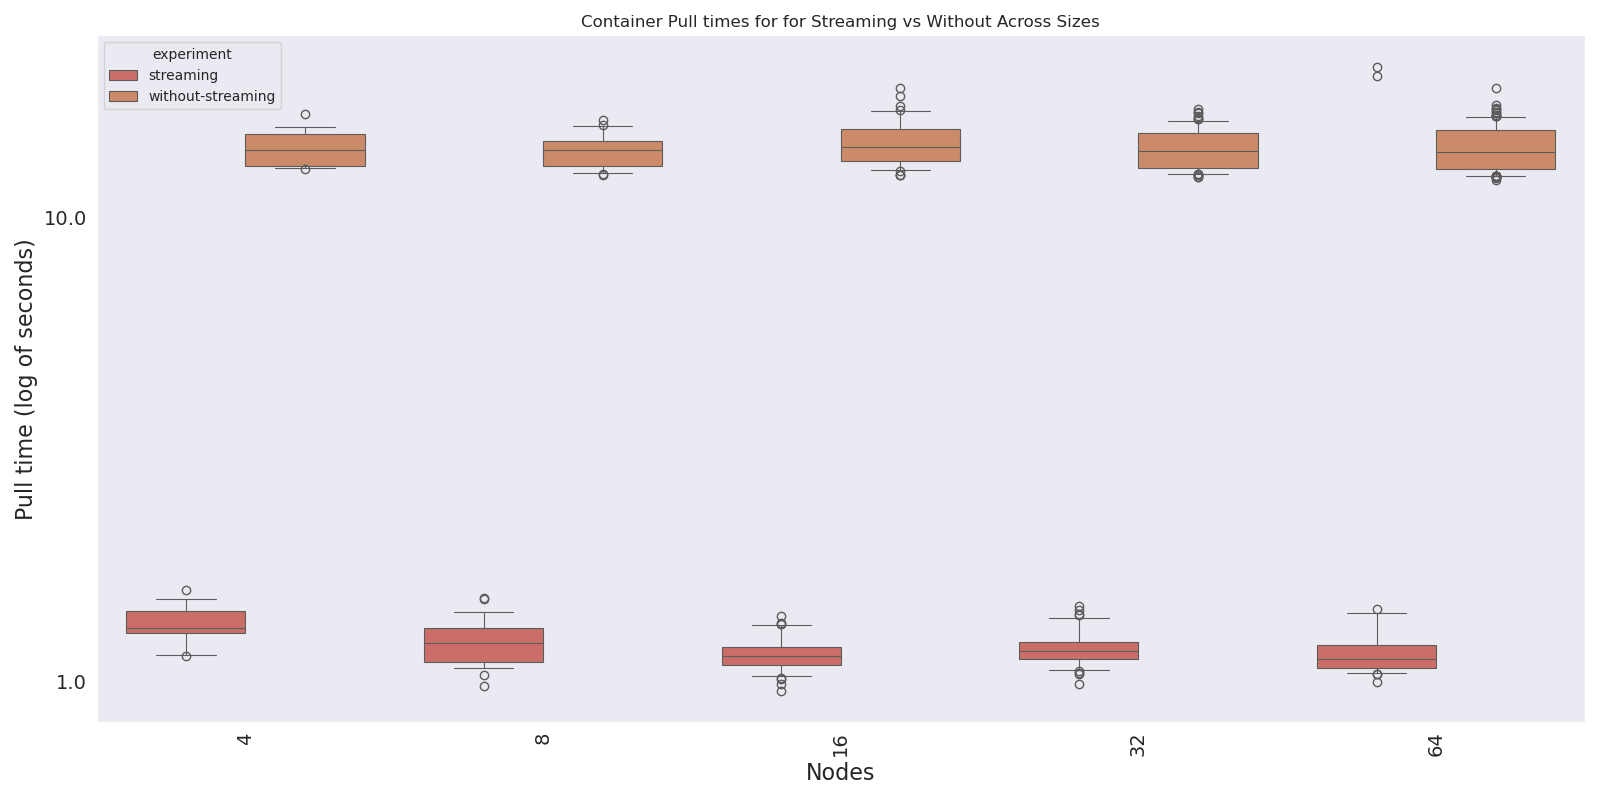 Container Pull times for for Streaming vs Without Across Sizes
experiment
streaming
without-streaming
10.0
1.0
Pull time (log of seconds)
4
8
16
32
64
Nodes